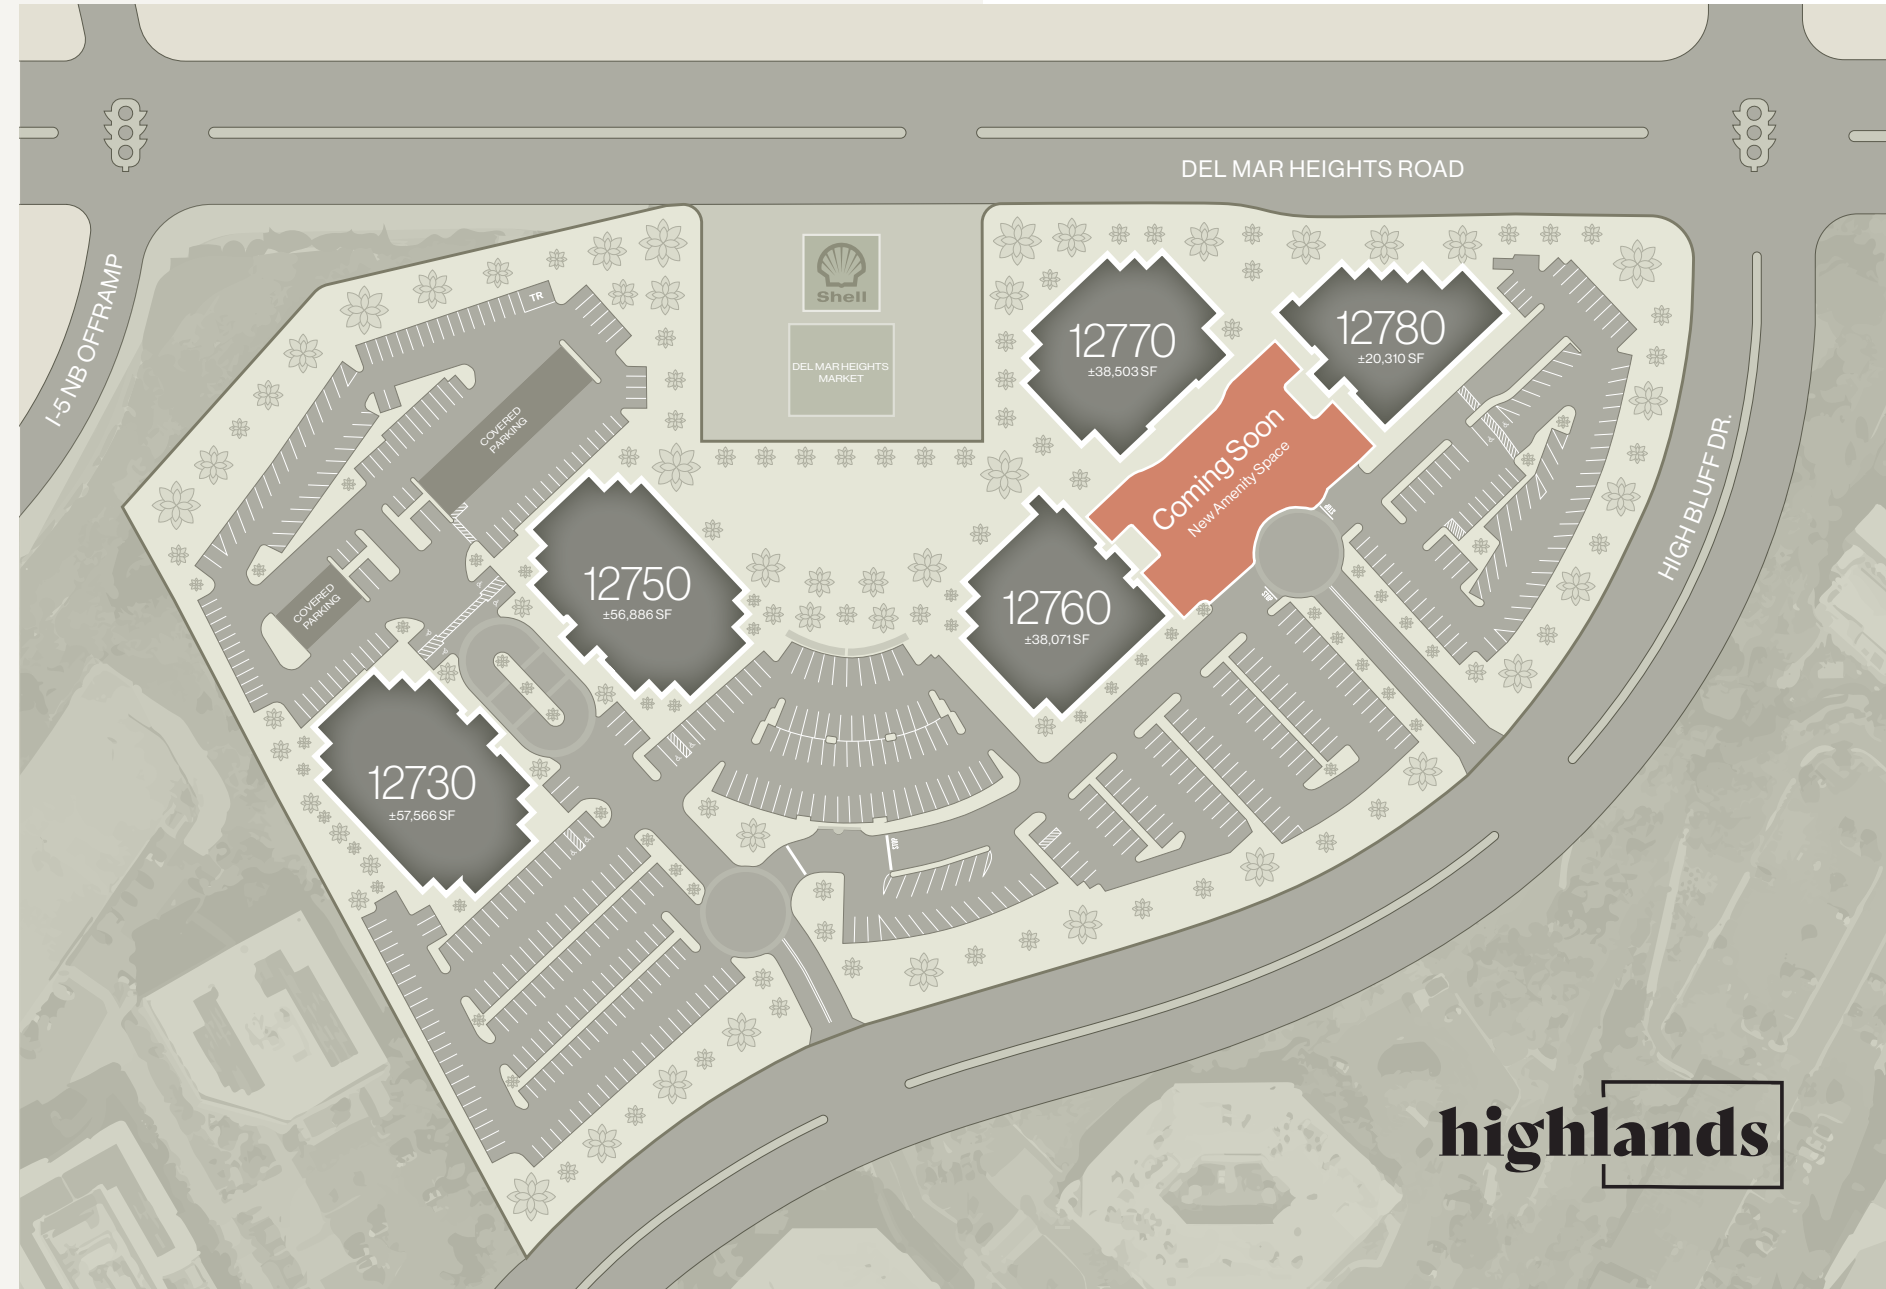 DEL MAR HEIGHTS ROAD
I-5 NB OFFRAMP
Shell
DEL MAR HEIGHTS
MARKET
TR
COVERED
PARKING
COVERED
PARKING
12770
±38,503 SF
12780
±20,310 SF
Coming Soon
New Amenity Space
12750
±56,886 SF
12760
±38,071 SF
12730
±57,566 SF
HIGH BLUFF DR.
highlands